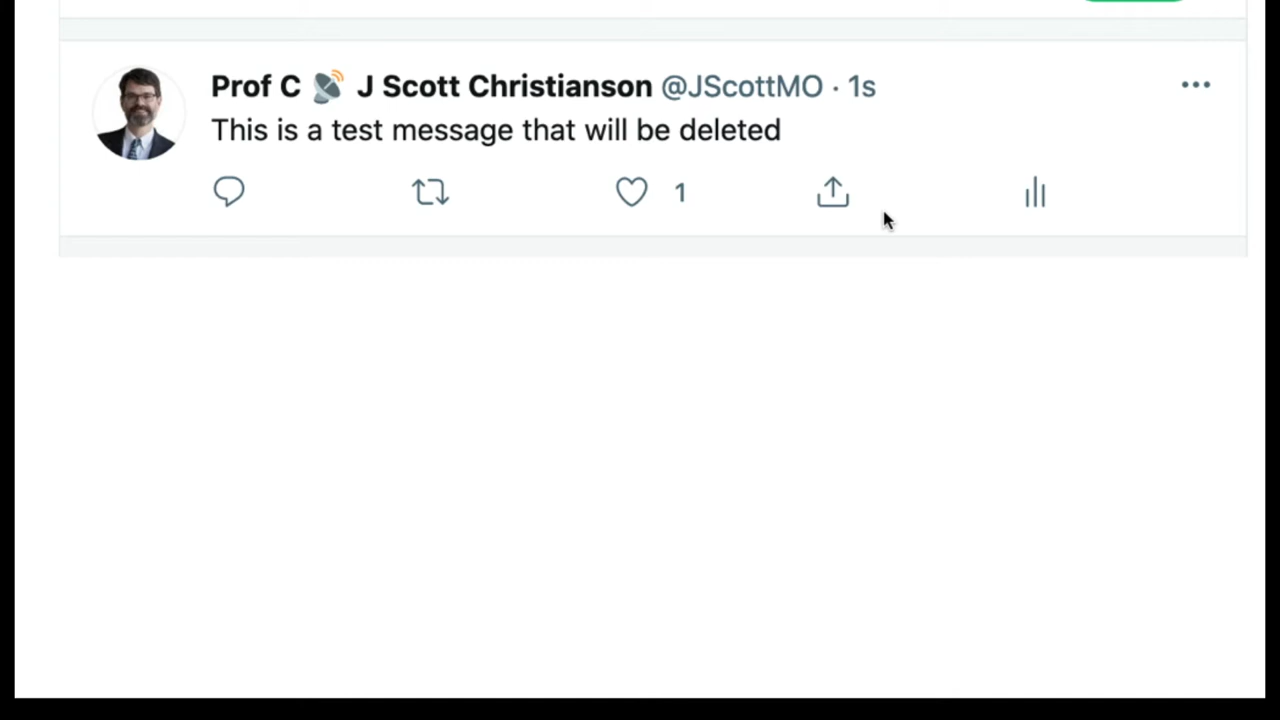 Prof C 📡 J Scott Christianson @JScottMO · 1s
This is a test message that will be deleted
1